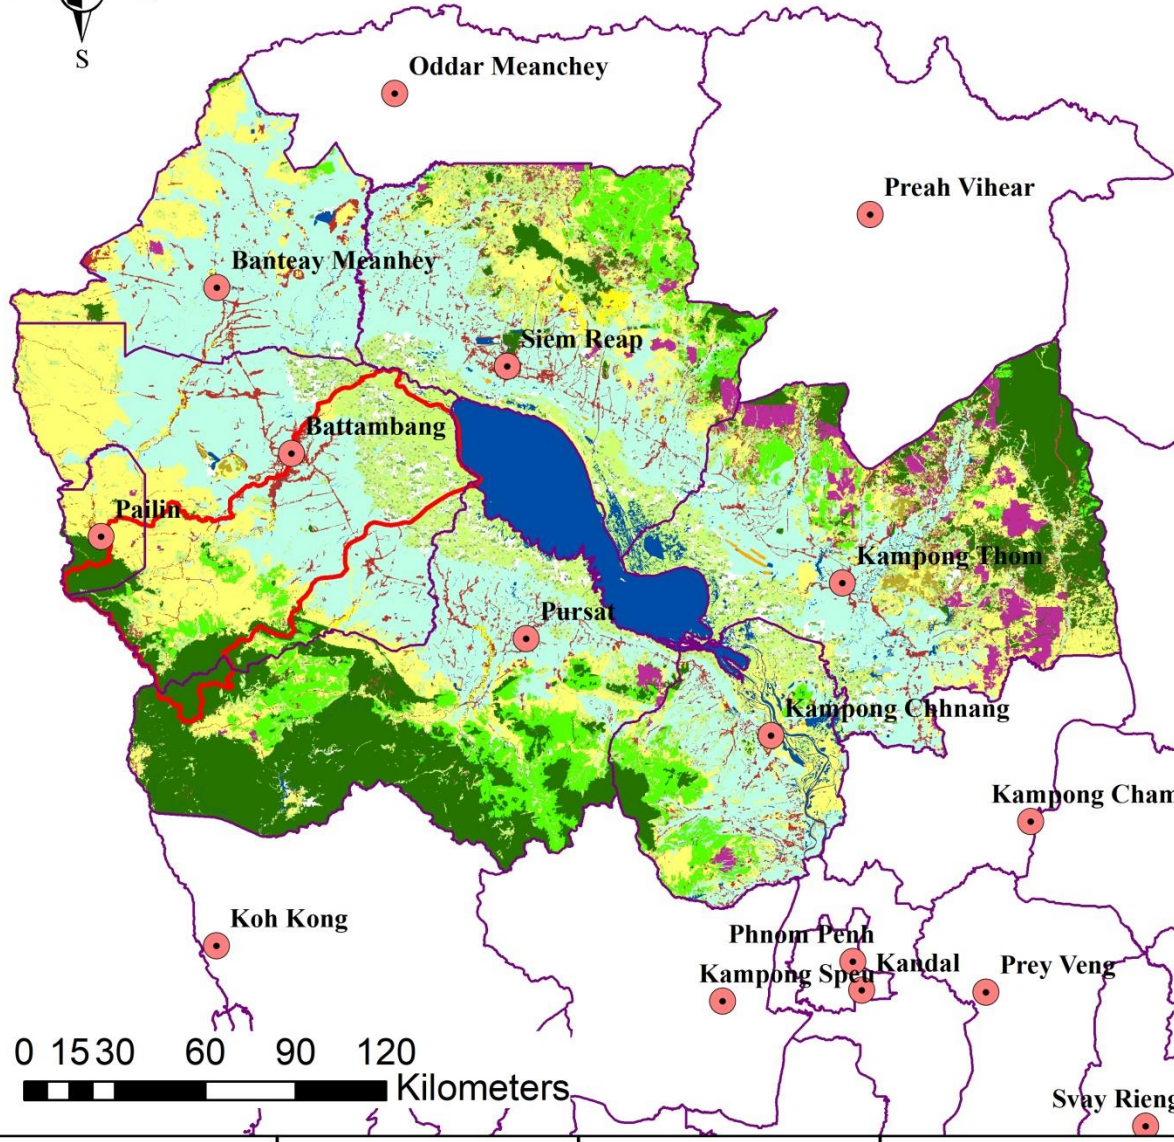 S
Oddar Meanchey
Preah Vihear
Banteay Meanhey
Siem Reap
Battambang
Pailin
Kampong Thom
Pursat
Kampong Chhnang
Kampong Cham
Koh Kong
Phnom Penh
Kandal
Prey Veng
Kampong Speu
0 15 30 60 90 120
Kilometers
Svay Rieng